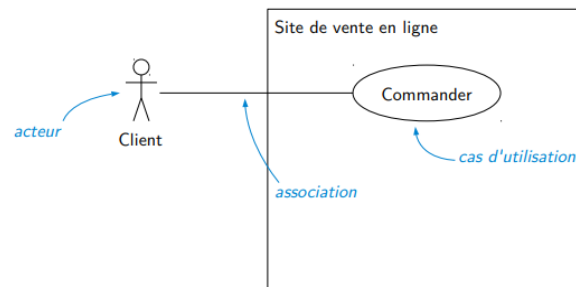 Site de vente en ligne
Commander
Client
acteur
cas d'utilisation
association